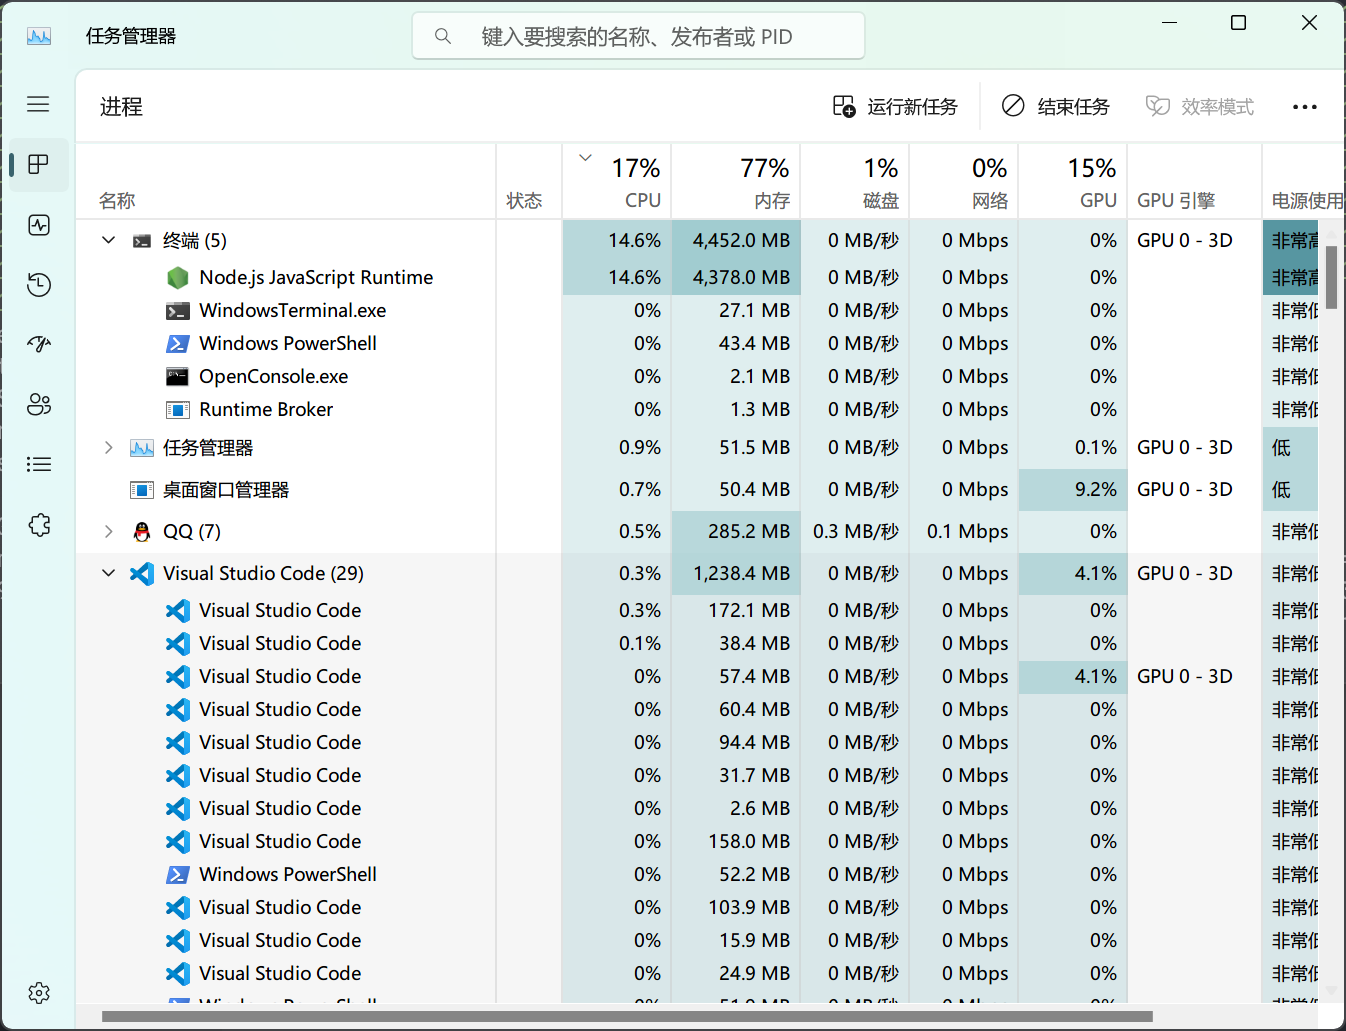 任务管理器
键入要搜索的名称、发布者或 PID
进程
运行新任务
结束任务
效率模式
17% 77% 1% 0% 15%
名称 状态 CPU 内存 磁盘 网络 GPU GPU 引擎 电源使用
终端 (5) 14.6% 4,452.0 MB 0 MB/秒 0 Mbps 0% GPU 0 - 3D 非常高
Node.js JavaScript Runtime 14.6% 4,378.0 MB 0 MB/秒 0 Mbps 0% 非常高
WindowsTerminal.exe 0% 27.1 MB 0 MB/秒 0 Mbps 0% 非常低
Windows PowerShell 0% 43.4 MB 0 MB/秒 0 Mbps 0% 非常低
OpenConsole.exe 0% 2.1 MB 0 MB/秒 0 Mbps 0% 非常低
Runtime Broker 0% 1.3 MB 0 MB/秒 0 Mbps 0% 非常低
任务管理器 0.9% 51.5 MB 0 MB/秒 0 Mbps 0.1% GPU 0 - 3D 低
桌面窗口管理器 0.7% 50.4 MB 0 MB/秒 0 Mbps 9.2% GPU 0 - 3D 低
QQ (7) 0.5% 285.2 MB 0.3 MB/秒 0.1 Mbps 0% 非常低
Visual Studio Code (29) 0.3% 1,238.4 MB 0 MB/秒 0 Mbps 4.1% GPU 0 - 3D 非常低
Visual Studio Code 0.3% 172.1 MB 0 MB/秒 0 Mbps 0% 非常低
Visual Studio Code 0.1% 38.4 MB 0 MB/秒 0 Mbps 0% 非常低
Visual Studio Code 0% 57.4 MB 0 MB/秒 0 Mbps 4.1% GPU 0 - 3D 非常低
Visual Studio Code 0% 60.4 MB 0 MB/秒 0 Mbps 0% 非常低
Visual Studio Code 0% 94.4 MB 0 MB/秒 0 Mbps 0% 非常低
Visual Studio Code 0% 31.7 MB 0 MB/秒 0 Mbps 0% 非常低
Visual Studio Code 0% 2.6 MB 0 MB/秒 0 Mbps 0% 非常低
Visual Studio Code 0% 158.0 MB 0 MB/秒 0 Mbps 0% 非常低
Windows PowerShell 0% 52.2 MB 0 MB/秒 0 Mbps 0% 非常低
Visual Studio Code 0% 103.9 MB 0 MB/秒 0 Mbps 0% 非常低
Visual Studio Code 0% 15.9 MB 0 MB/秒 0 Mbps 0% 非常低
Visual Studio Code 0% 24.9 MB 0 MB/秒 0 Mbps 0% 非常低
Windows PowerShell 0%